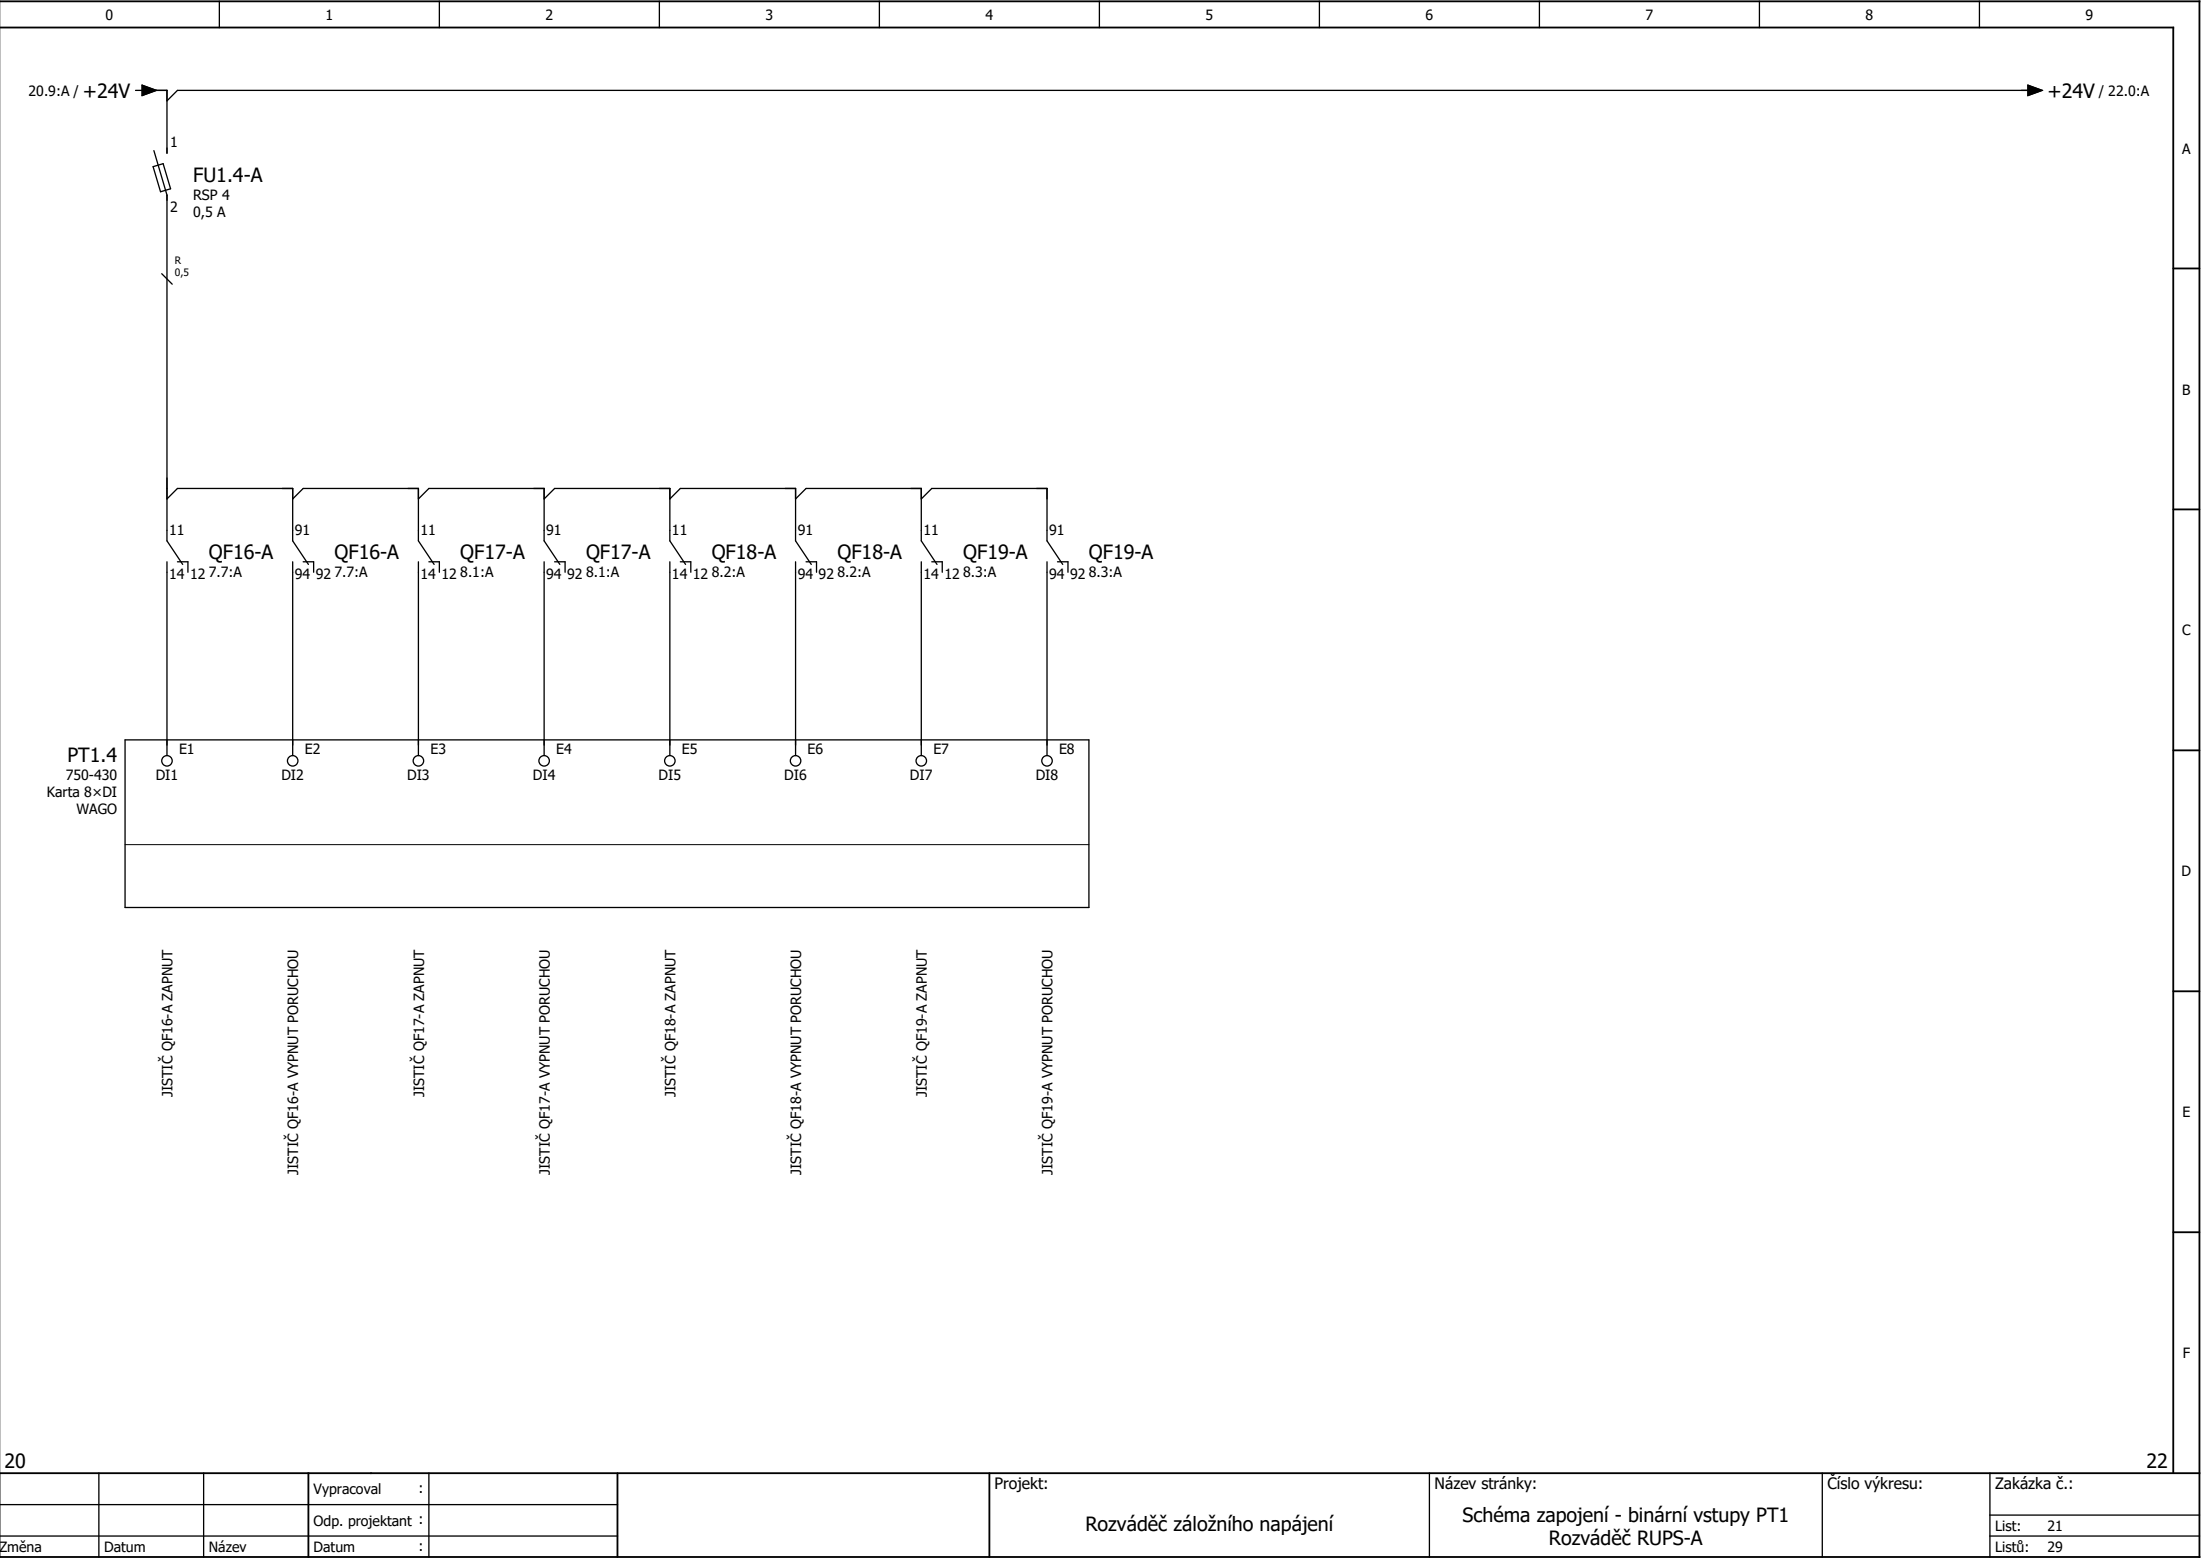 0 1 2 3 4 5 6 7 8 9
20.9:A / +24V
+24V / 22.0:A
1
FU1.4-A
RSP 4
2
0,5 A
R
0,5
A
B
C
D
E
F
11 91 11 91 11 91 11 91
QF16-A QF16-A QF17-A QF17-A QF18-A QF18-A QF19-A QF19-A
14 12 7.7:A 94 92 7.7:A 14 12 8.1:A 94 92 8.1:A 14 12 8.2:A 94 92 8.2:A 14 12 8.3:A 94 92 8.3:A
PT1.4
750-430
Karta 8×DI
WAGO
E1 E2 E3 E4 E5 E6 E7 E8
DI1 DI2 DI3 DI4 DI5 DI6 DI7 DI8
JISTIČ QF16-A ZAPNUT
JISTIČ QF16-A VYPNUT PORUCHOU
JISTIČ QF17-A ZAPNUT
JISTIČ QF17-A VYPNUT PORUCHOU
JISTIČ QF18-A ZAPNUT
JISTIČ QF18-A VYPNUT PORUCHOU
JISTIČ QF19-A ZAPNUT
JISTIČ QF19-A VYPNUT PORUCHOU
20
22
Vypracoval :
Odp. projektant :
Změna Datum Název Datum :
Projekt:
Rozváděč záložního napájení
Název stránky:
Schéma zapojení - binární vstupy PT1
Rozváděč RUPS-A
Číslo výkresu:
Zakázka č.:
List: 21
Listů: 29